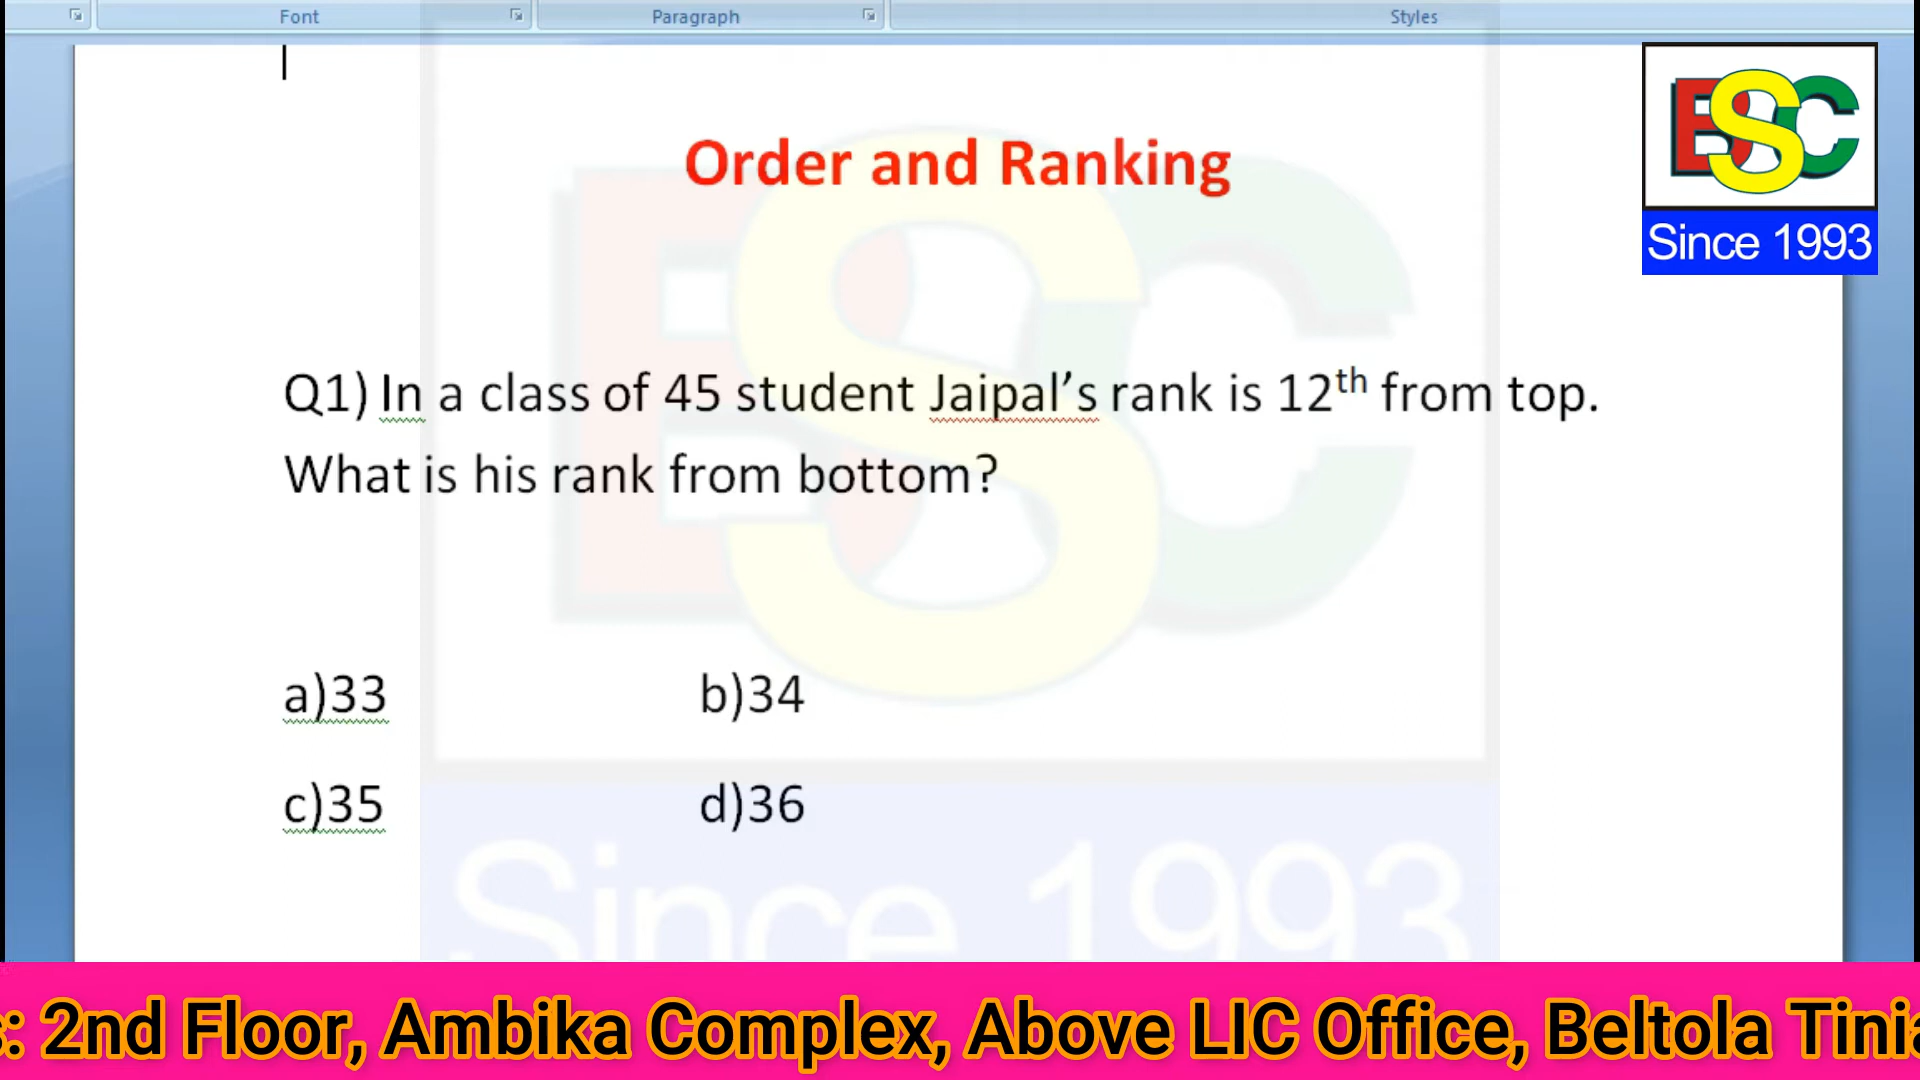 Font Paragraph Styles
ESC
Since 1993
Order and Ranking
Q1) In a class of 45 student Jaipal’s rank is 12th from top.
What is his rank from bottom?
a)33 b)34
c)35 d)36
Since 1993
2nd Floor, Ambika Complex, Above LIC Office, Beltola